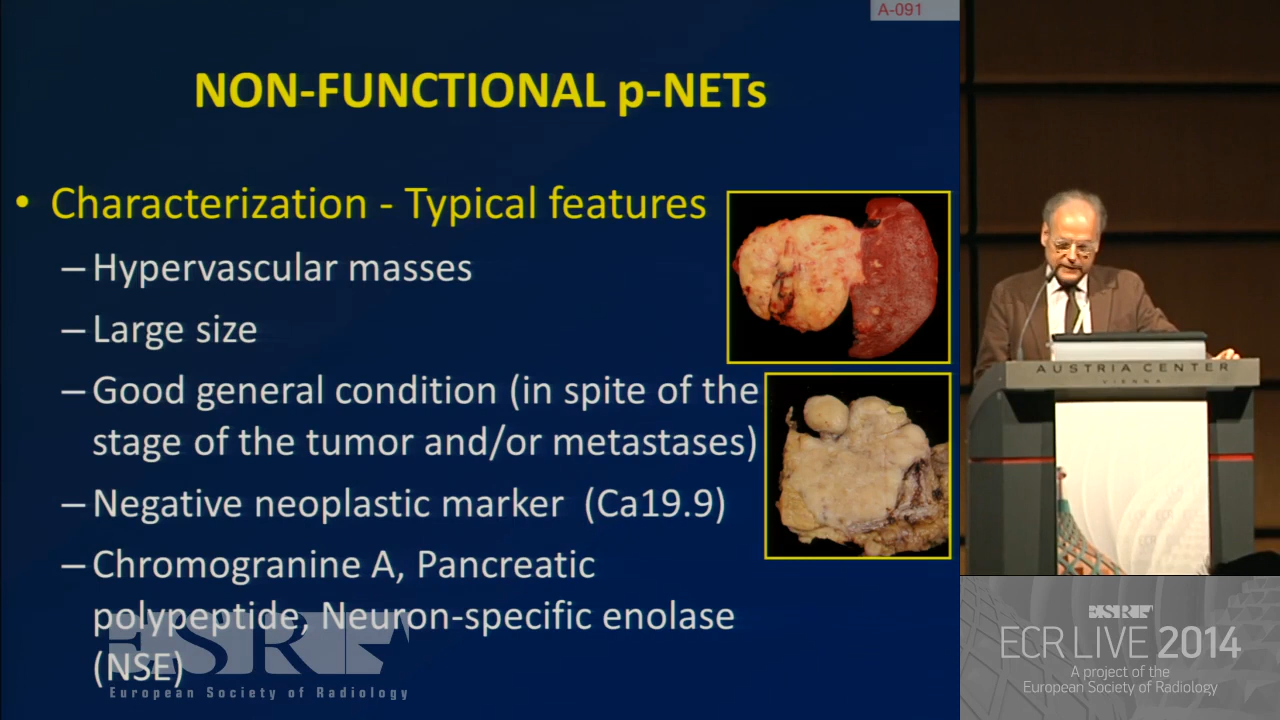 A-091
NON-FUNCTIONAL p-NETs
• Characterization - Typical features
– Hypervascular masses
– Large size
– Good general condition (in spite of the
stage of the tumor and/or metastases)
– Negative neoplastic marker (Ca19.9)
– Chromogranine A, Pancreatic
polypeptide, Neuron-specific enolase
(NSE)
European Society of Radiology
AUSTRIA CENTER
VIENNA
ECR LIVE 2014
A project of the
European Society of Radiology